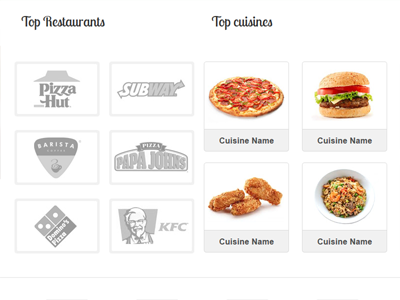 Top Restaurants
Top cuisines
Pizza
Hut
SUBWAY
BARISTA
PIZZA
PAPA JOHNS
Domino's
Pizza
KFC
Cuisine Name
Cuisine Name
Cuisine Name
Cuisine Name